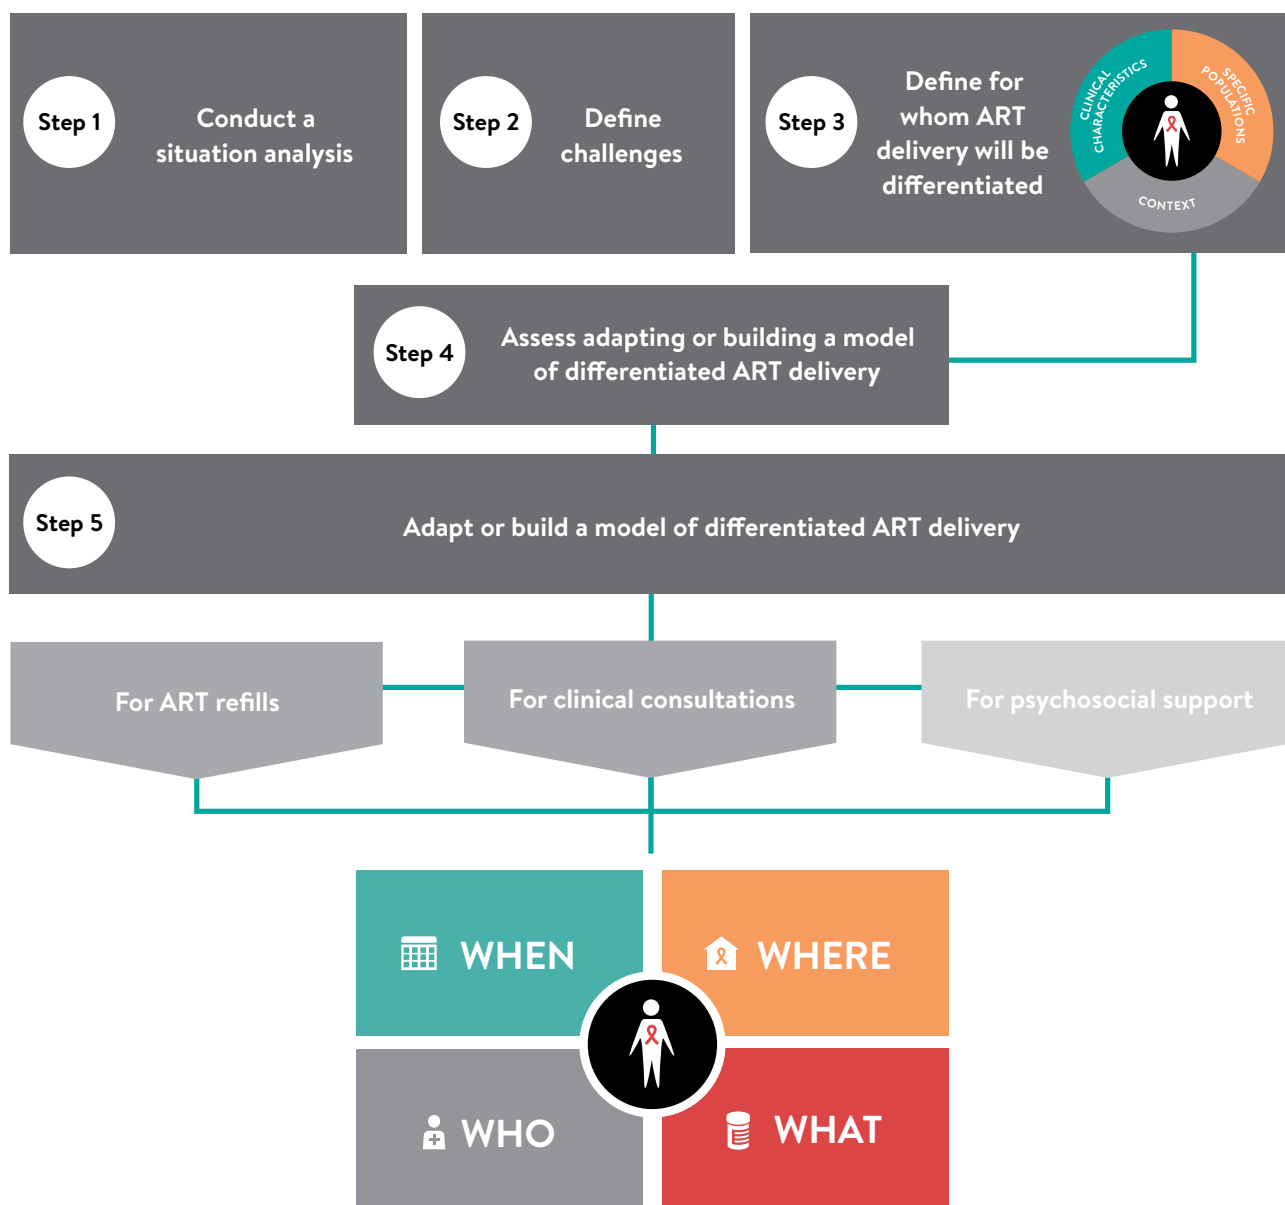 Step 1
Conduct a
situation analysis
Step 2
Define
challenges
Step 3
Define for
whom ART
delivery will be
differentiated
CLINICAL
CHARACTERISTICS
SPECIFIC
POPULATIONS
CONTEXT
Step 4
Assess adapting or building a model
of differentiated ART delivery
Step 5
Adapt or build a model of differentiated ART delivery
For ART refills
For clinical consultations
For psychosocial support
WHEN
WHERE
WHO
WHAT